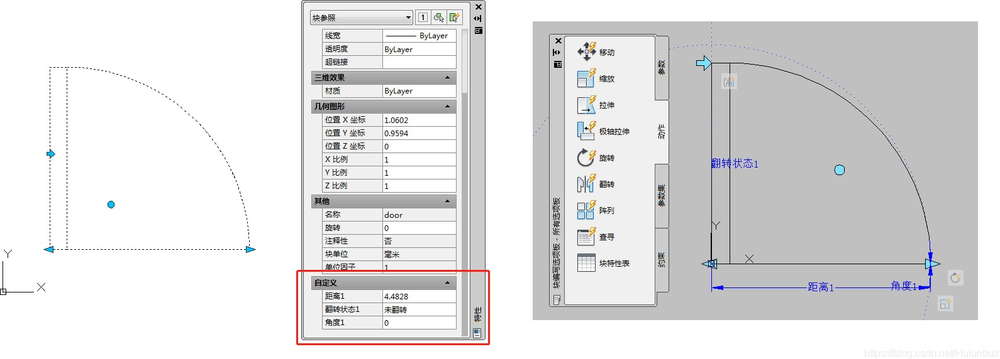 Y
X
块参照
1
线宽 ByLayer
透明度 ByLayer
超链接
三维效果
材质 ByLayer
几何图形
位置 X 坐标 1.0602
位置 Y 坐标 0.9594
位置 Z 坐标 0
X 比例 1
Y 比例 1
Z 比例 1
其他
名称 door
旋转 0
注释性 否
块单位 毫米
单位因子 1
自定义
距离1 4.4828
翻转状态1 未翻转
角度1 0
特性
移动
缩放
拉伸
极轴拉伸
旋转
翻转
阵列
查寻
块特性表
参数
动作
参数集
约束
块编写选项板 - 所有选项板
翻转状态1
Y
X
距离1
角度1
https://blog.csdn.net/Hulunbuir